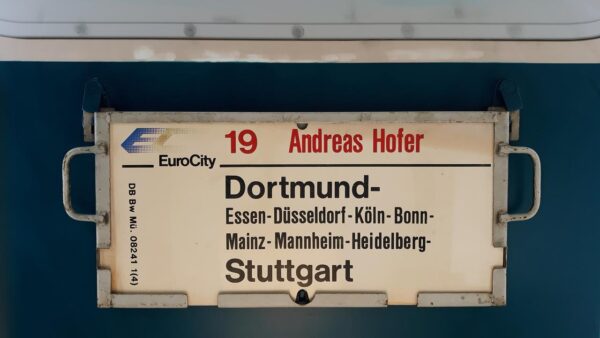 EC
EuroCity
19 Andreas Hofer
Dortmund-
Essen-Düsseldorf-Köln-Bonn-
Mainz-Mannheim-Heidelberg-
Stuttgart
DB Bw Mü. 08241 1(4)